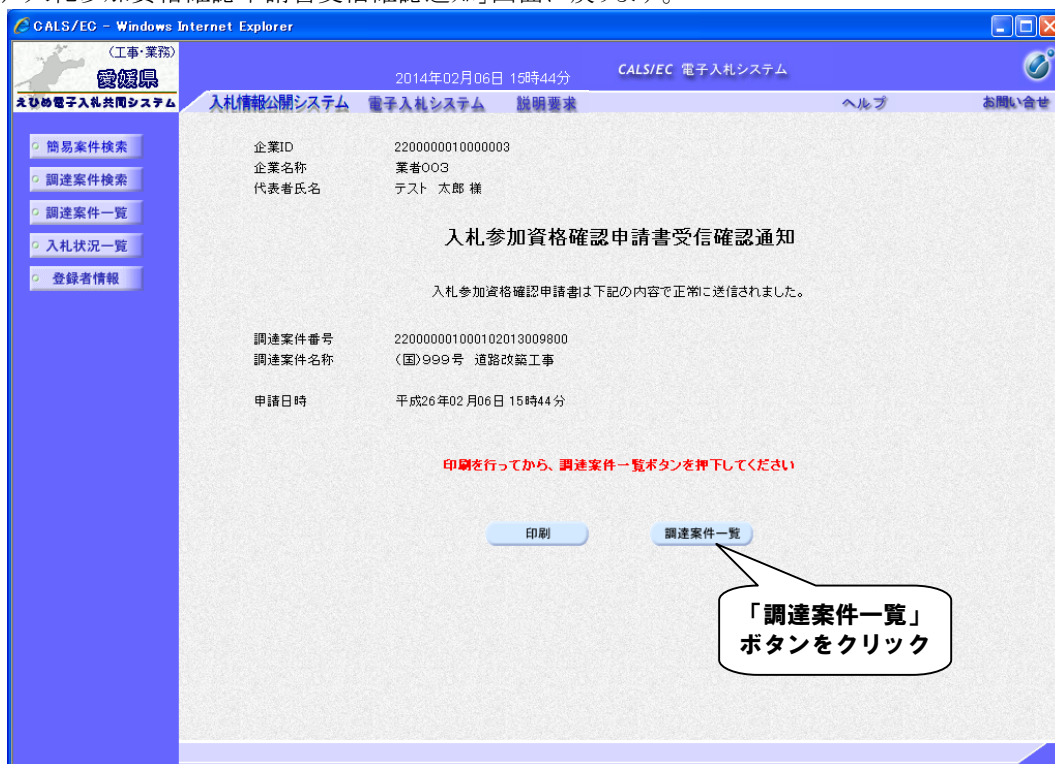 CALS/EC - Windows Internet Explorer
(工事・業務)
愛媛県
えひめ電子入札共同システム
2014年02月06日 15時44分
CALS/EC 電子入札システム
入札情報公開システム 電子入札システム 説明要求 ヘルプ お問い合せ
簡易案件検索
調達案件検索
調達案件一覧
入札状況一覧
登録者情報
企業ID 2200000010000003
企業名称 業者003
代表者氏名 テスト 太郎 様
入札参加資格確認申請書受信確認通知
入札参加資格確認申請書は下記の内容で正常に送信されました。
調達案件番号 220000001000102013009800
調達案件名称 (国)999号 道路改築工事
申請日時 平成26年02月06日 15時44分
印刷を行ってから、調達案件一覧ボタンを押下してください
印刷 調達案件一覧
「調達案件一覧」
ボタンをクリック